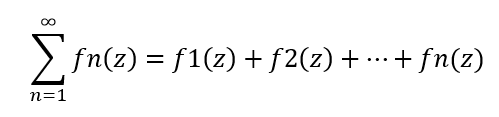 ∞
∑ fn(z) = f1(z) + f2(z) + ⋯ + fn(z)
n=1